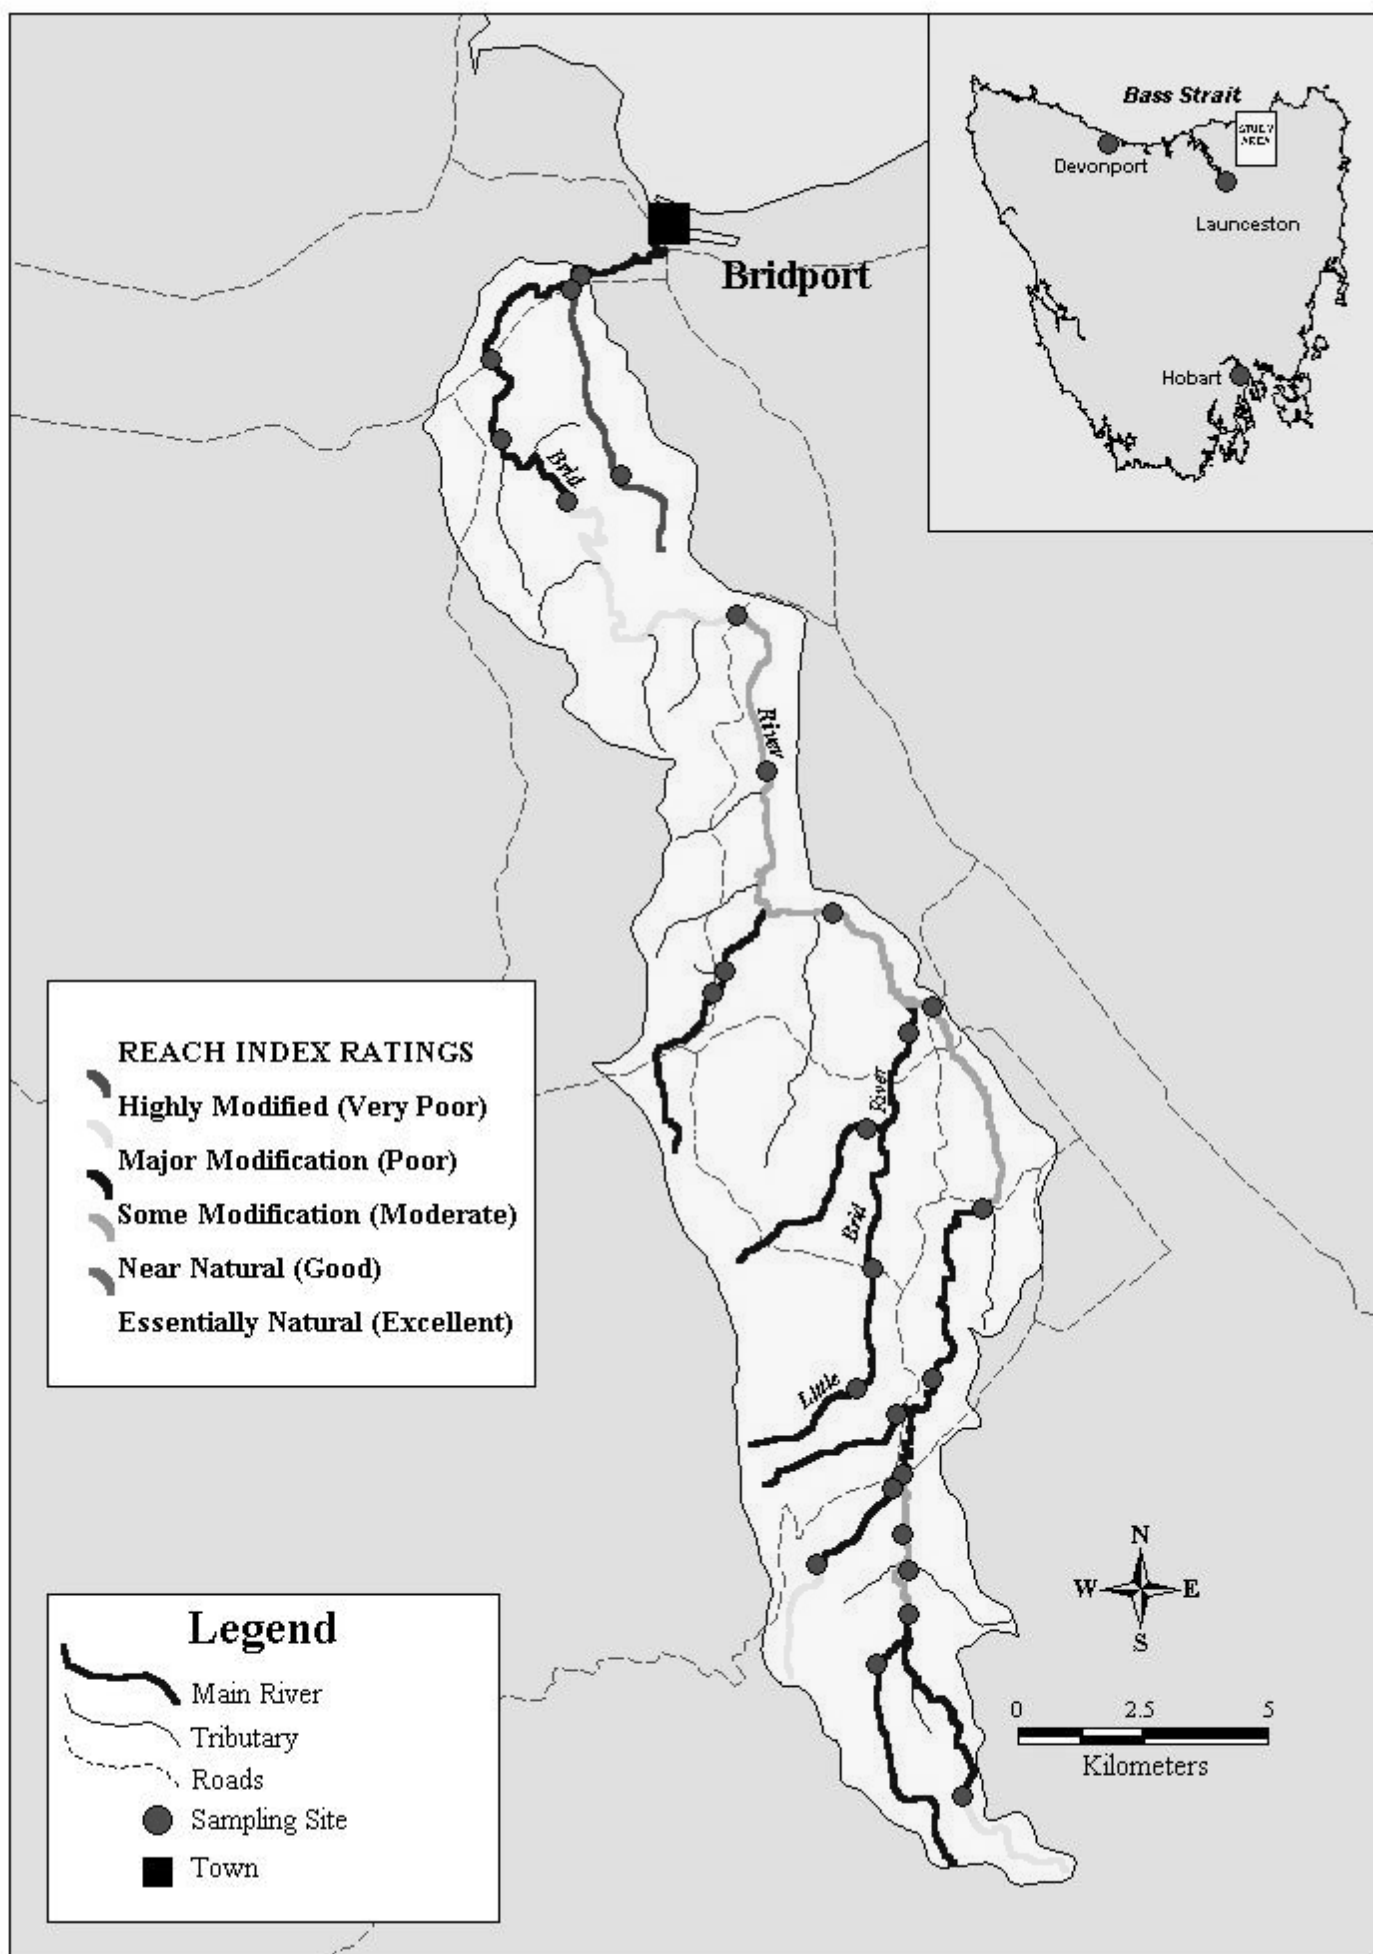 Bass Strait
STUDY
AREA
Devonport
Launceston
Hobart
Bridport
Brid
River
River
Brid
Little
REACH INDEX RATINGS
Highly Modified (Very Poor)
Major Modification (Poor)
Some Modification (Moderate)
Near Natural (Good)
Essentially Natural (Excellent)
N
W
E
S
Legend
Main River
Tributary
Roads
Sampling Site
Town
0 2.5 5
Kilometers